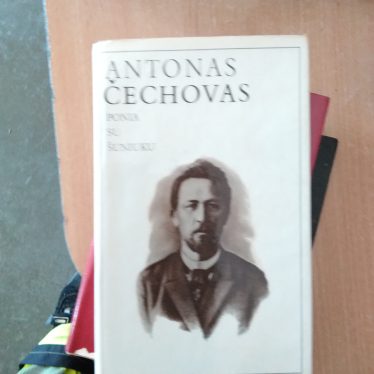 ANTONAS
ČECHOVAS
PONIA
SU
ŠUNIUKU